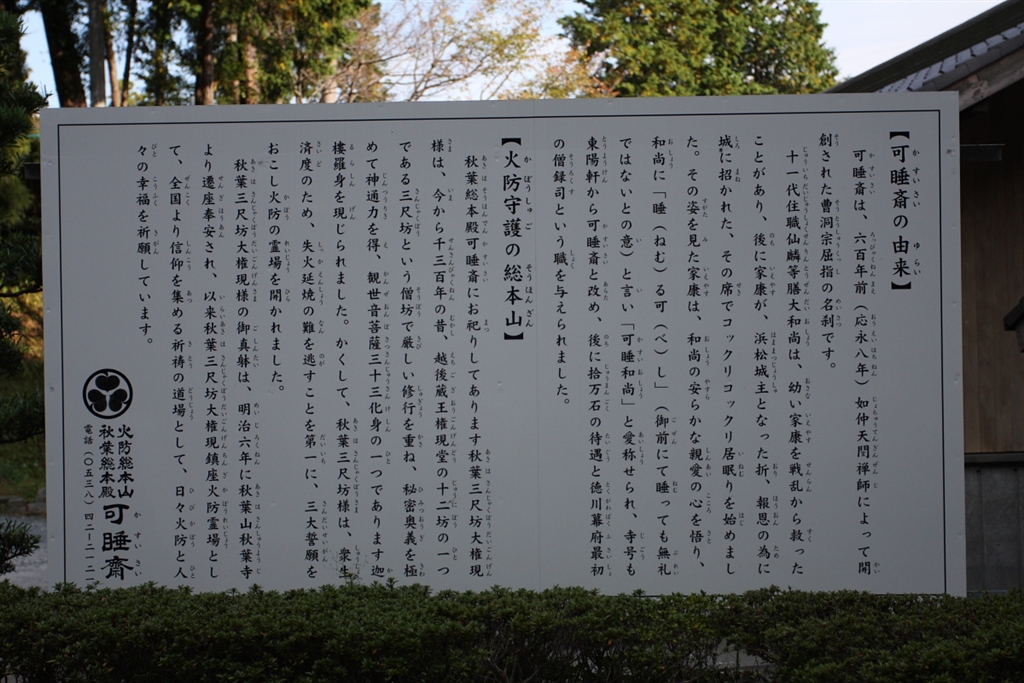 【可睡斎の由来】
可睡斎は、六百年前（応永八年）如仲天誾禅師によって開
創された曹洞宗屈指の名刹です。
十一代住職仙麟等膳大和尚は、幼い家康を戦乱から救った
ことがあり、後に家康が、浜松城主となった折、報恩の為に
城に招かれた、その席でコックリコックリ居眠りを始めまし
た。その姿を見た家康は、和尚の安らかな親愛の心を悟り、
和尚に「睡（ねむ）る可（べ）し」（御前にて睡っても無礼
ではないとの意）と言い「可睡和尚」と愛称せられ、寺号も
東陽軒から可睡斎と改め、後に拾万石の待遇と徳川幕府最初
の僧録司という職を与えられました。
【火防守護の総本山】
秋葉総本殿可睡斎にお祀りしてあります秋葉三尺坊大権現
様は、今から千三百年の昔、越後蔵王権現堂の十二坊の一つ
である三尺坊という僧坊で厳しい修行を重ね、秘密奥義を極
めて神通力を得、観世音菩薩三十三化身の一つであります迦
楼羅身を現じられました。かくして、秋葉三尺坊様は、衆生
済度のため、失火延焼の難を逃すことを第一に、三大誓願を
おこし火防の霊場を開かれました。
秋葉三尺坊大権現様の御真躰は、明治六年に秋葉山秋葉寺
より遷座奉安され、以来秋葉三尺坊大権現鎮座火防霊場とし
て、全国より信仰を集める祈祷の道場として、日々火防と人
々の幸福を祈願しています。
火防総本山
秋葉総本殿
可睡齋
電話（〇五三八）四二-二一二一